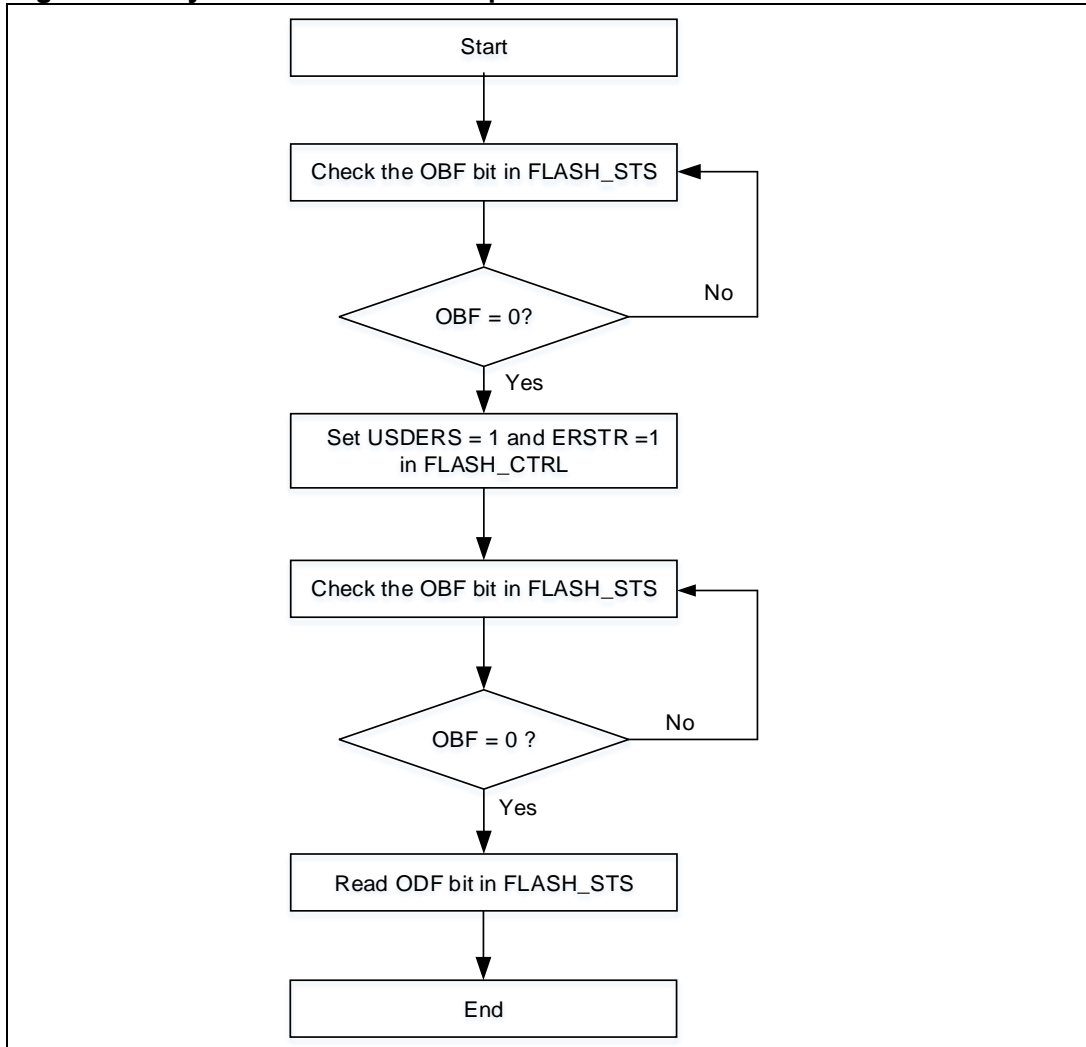 Start
Check the OBF bit in FLASH_STS
OBF = 0?
No
Yes
Set USDERS = 1 and ERSTR =1
in FLASH_CTRL
Check the OBF bit in FLASH_STS
OBF = 0 ?
No
Yes
Read ODF bit in FLASH_STS
End